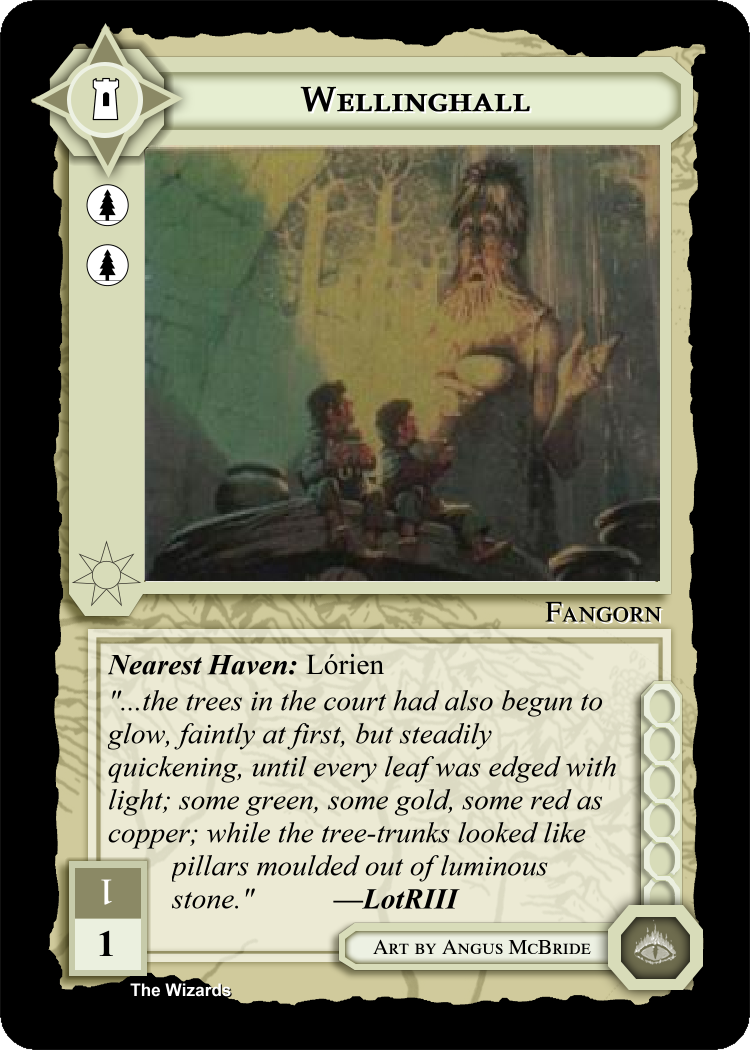 Wellinghall
Fangorn
Nearest Haven: Lórien
"...the trees in the court had also begun to
glow, faintly at first, but steadily
quickening, until every leaf was edged with
light; some green, some gold, some red as
copper; while the tree-trunks looked like
pillars moulded out of luminous
stone." —LotRIII
1
1
Art by Angus McBride
The Wizards